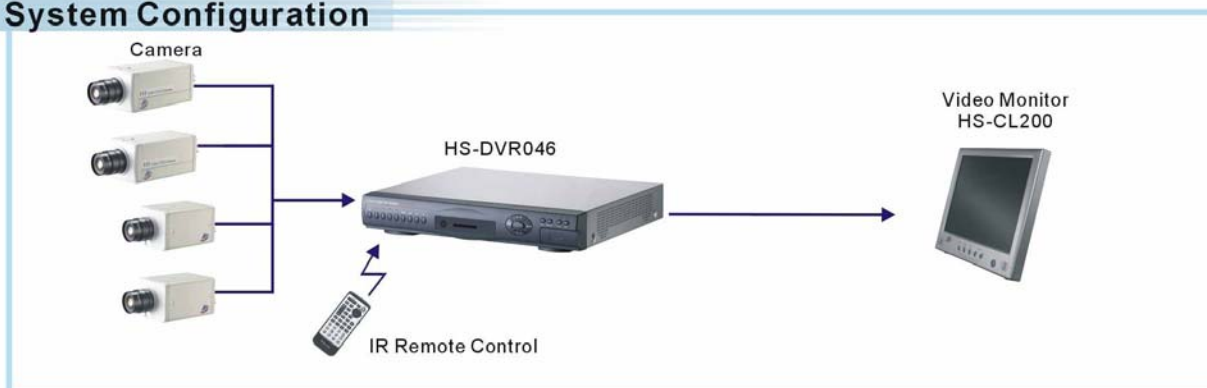 System Configuration
Camera
Video Monitor
HS-CL200
HS-DVR046
IR Remote Control